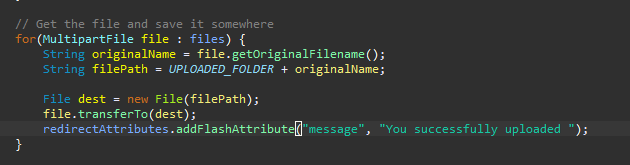 // Get the file and save it somewhere
for(MultipartFile file : files) {
String originalName = file.getOriginalFilename();
String filePath = UPLOADED_FOLDER + originalName;
File dest = new File(filePath);
file.transferTo(dest);
redirectAttributes.addFlashAttribute("message", "You successfully uploaded ");
}